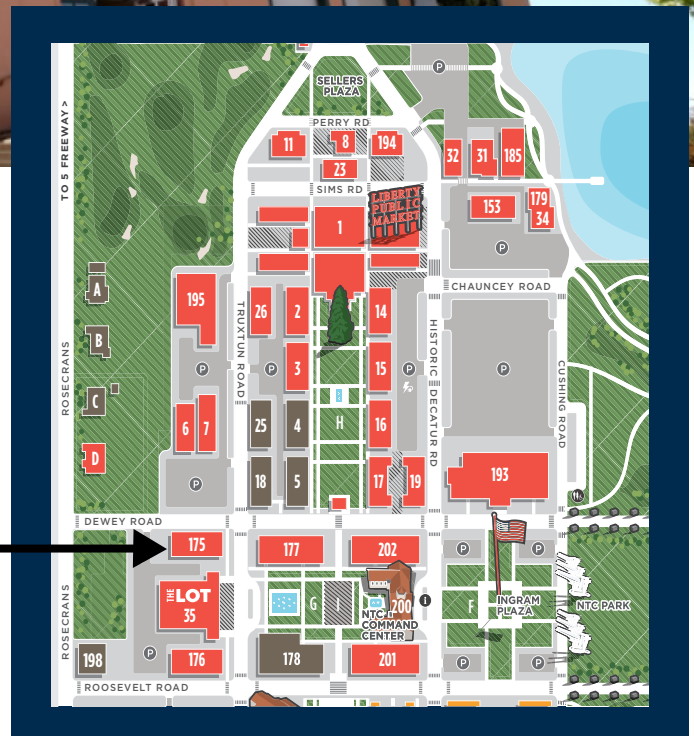 SELLERS
PLAZA
P
PERRY RD
TO 5 FREEWAY >
11
8
194
23
32
31
185
SIMS RD
LIBERTY
PUBLIC
MARKET
1
153
179
34
P
CHAUNCEY ROAD
A
195
26
2
14
B
TRUXTUN ROAD
HISTORIC DECATUR RD
CUSHING ROAD
ROSECRANS
P
P
3
15
P
P
C
6
7
25
4
H
16
D
18
5
17
19
193
P
DEWEY ROAD
175
177
202
P
P
ROSECRANS
THE
LOT
35
G
I
200
i
F
INGRAM
PLAZA
NTC PARK
NTC
COMMAND
CENTER
198
P
176
178
201
P
P
ROOSEVELT ROAD